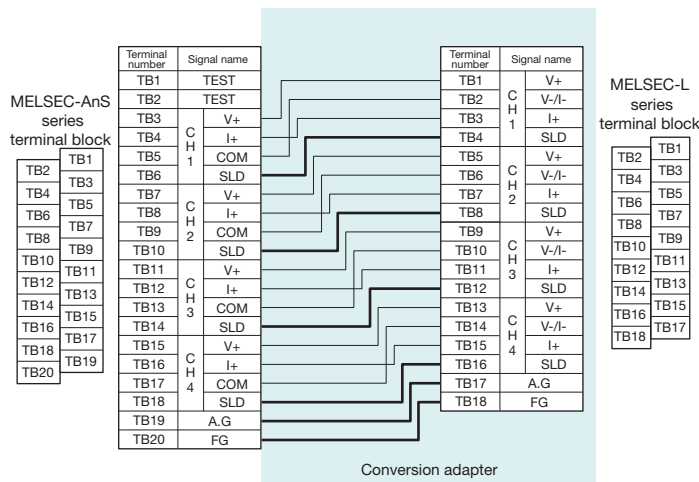 MELSEC-AnS
series
terminal block
TB1
TB2
TB3
TB4
TB5
TB6
TB7
TB8
TB9
TB10
TB11
TB12
TB13
TB14
TB15
TB16
TB17
TB18
TB19
TB20
Terminal number Signal name
TB1 TEST
TB2 TEST
CH1
TB3 V+
TB4 I+
TB5 COM
TB6 SLD
CH2
TB7 V+
TB8 I+
TB9 COM
TB10 SLD
CH3
TB11 V+
TB12 I+
TB13 COM
TB14 SLD
CH4
TB15 V+
TB16 I+
TB17 COM
TB18 SLD
TB19 A.G
TB20 FG
Terminal number Signal name
CH1
TB1 V+
TB2 V-/I-
TB3 I+
TB4 SLD
CH2
TB5 V+
TB6 V-/I-
TB7 I+
TB8 SLD
CH3
TB9 V+
TB10 V-/I-
TB11 I+
TB12 SLD
CH4
TB13 V+
TB14 V-/I-
TB15 I+
TB16 SLD
TB17 A.G
TB18 FG
MELSEC-L
series
terminal block
TB1
TB2
TB3
TB4
TB5
TB6
TB7
TB8
TB9
TB10
TB11
TB12
TB13
TB14
TB15
TB16
TB17
TB18
Conversion adapter